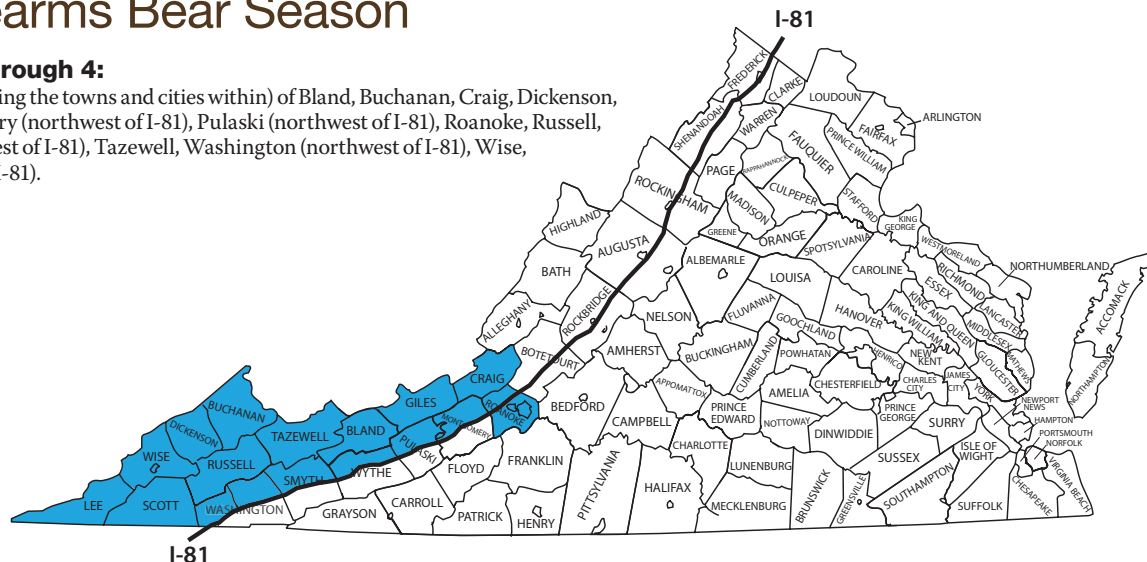 earms Bear Season
rough 4:
ing the towns and cities within) of Bland, Buchanan, Craig, Dickenson,
ry (northwest of I-81), Pulaski (northwest of I-81), Roanoke, Russell,
est of I-81), Tazewell, Washington (northwest of I-81), Wise,
-81).
I-81
FREDERICK
CLARKE
LOUDOUN
SHENANDOAH
WARREN
FAUQUIER
FAIRFAX
ARLINGTON
PRINCE WILLIAM
ROCKINGHAM
PAGE
RAPPAHANNOCK
CULPEPER
MADISON
STAFFORD
HIGHLAND
AUGUSTA
GREENE
ORANGE
SPOTSYLVANIA
KING
GEORGE
WESTMORELAND
BATH
ALBEMARLE
LOUISA
CAROLINE
RICHMOND
NORTHUMBERLAND
ESSEX
ACCOMACK
ALLEGHANY
ROCKBRIDGE
NELSON
FLUVANNA
GOOCHLAND
HANOVER
KING WILLIAM
KING AND QUEEN
LANCASTER
MIDDLESEX
BOTETOURT
AMHERST
BUCKINGHAM
CUMBERLAND
POWHATAN
HENRICO
NEW
KENT
GLOUCESTER
MATHEWS
CRAIG
APPOMATTOX
AMELIA
CHESTERFIELD
CHARLES
CITY
JAMES
CITY
YORK
NORTHAMPTON
GILES
ROANOKE
BEDFORD
CAMPBELL
PRINCE
EDWARD
NOTTOWAY
PRINCE
GEORGE
SURRY
NEWPORT
NEWS
HAMPTON
PORTSMOUTH
NORFOLK
BUCHANAN
DICKENSON
TAZEWELL
BLAND
PULASKI
MONTGOMERY
CHARLOTTE
DINWIDDIE
ISLE OF
WIGHT
WISE
RUSSELL
SMYTH
WYTHE
FLOYD
FRANKLIN
PITTSYLVANIA
LUNENBURG
SUSSEX
SOUTHAMPTON
VIRGINIA BEACH
LEE
SCOTT
WASHINGTON
GRAYSON
CARROLL
PATRICK
HENRY
HALIFAX
MECKLENBURG
BRUNSWICK
GREENSVILLE
SUFFOLK
CHESAPEAKE
I-81